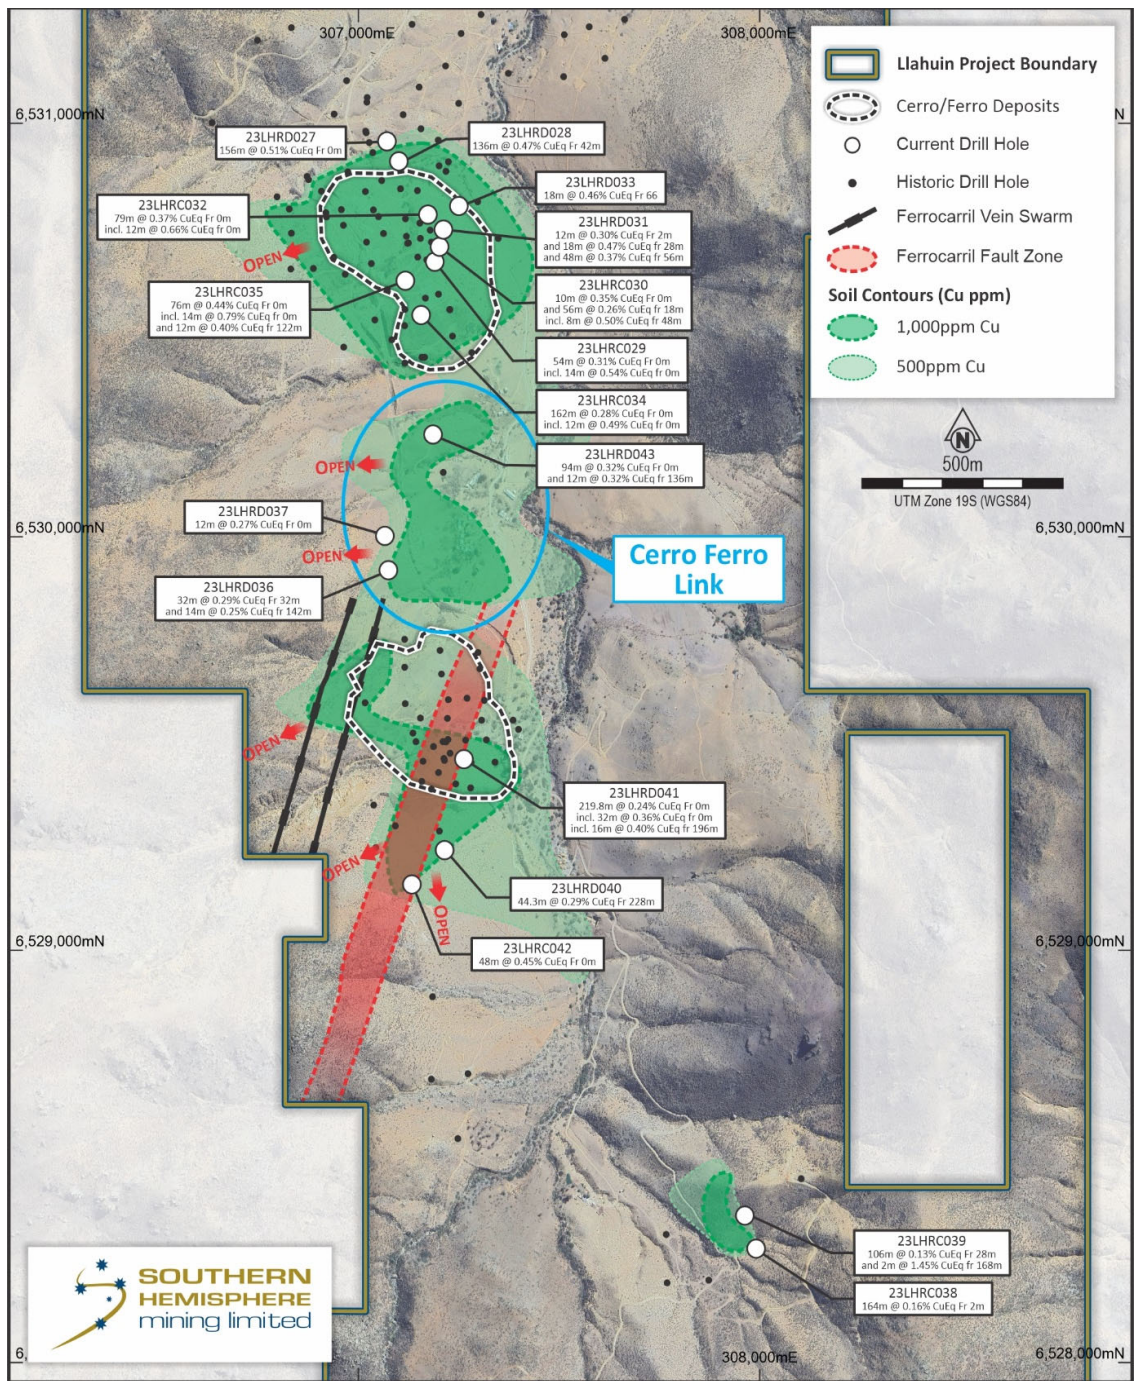 307,000mE
308,000mE
Llahuin Project Boundary
Cerro/Ferro Deposits
Current Drill Hole
Historic Drill Hole
Ferrocarril Vein Swarm
Ferrocarril Fault Zone
Soil Contours (Cu ppm)
1,000ppm Cu
500ppm Cu
6,531,000mN
N
23LHRD027
156m @ 0.51% CuEq Fr 0m
23LHRD028
136m @ 0.47% CuEq Fr 42m
23LHRD033
18m @ 0.46% CuEq Fr 66
23LHRC032
79m @ 0.37% CuEq Fr 0m
incl. 12m @ 0.66% CuEq fr 0m
23LHRD031
12m @ 0.30% CuEq Fr 2m
and 18m @ 0.47% CuEq fr 28m
and 48m @ 0.37% CuEq fr 56m
OPEN
23LHRC035
76m @ 0.44% CuEq Fr 0m
incl. 14m @ 0.79% CuEq fr 0m
and 12m @ 0.40% CuEq fr 122m
23LHRC030
10m @ 0.35% CuEq Fr 0m
and 56m @ 0.26% CuEq Fr 18m
incl. 8m @ 0.50% CuEq fr 48m
23LHRC029
54m @ 0.31% CuEq Fr 0m
incl. 14m @ 0.54% CuEq fr 0m
23LHRC034
162m @ 0.28% CuEq Fr 0m
incl. 12m @ 0.49% CuEq fr 0m
23LHRD043
94m @ 0.32% CuEq Fr 0m
and 12m @ 0.32% CuEq fr 136m
OPEN
N
500m
UTM Zone 19S (WGS84)
23LHRD037
12m @ 0.27% CuEq Fr 0m
6,530,000mN
6,530,000mN
OPEN
Cerro Ferro
Link
23LHRD036
32m @ 0.29% CuEq Fr 32m
and 14m @ 0.25% CuEq fr 142m
OPEN
23LHRD041
219.8m @ 0.24% CuEq Fr 0m
incl. 32m @ 0.36% CuEq fr 0m
incl. 16m @ 0.40% CuEq fr 196m
OPEN
23LHRD040
44.3m @ 0.29% CuEq Fr 228m
OPEN
23LHRC042
48m @ 0.45% CuEq Fr 0m
6,529,000mN
6,529,000mN
23LHRC039
106m @ 0.13% CuEq Fr 28m
and 2m @ 1.45% CuEq fr 168m
23LHRC038
164m @ 0.16% CuEq Fr 2m
SOUTHERN
HEMISPHERE
mining limited
6,
308,000mE
6,528,000mN